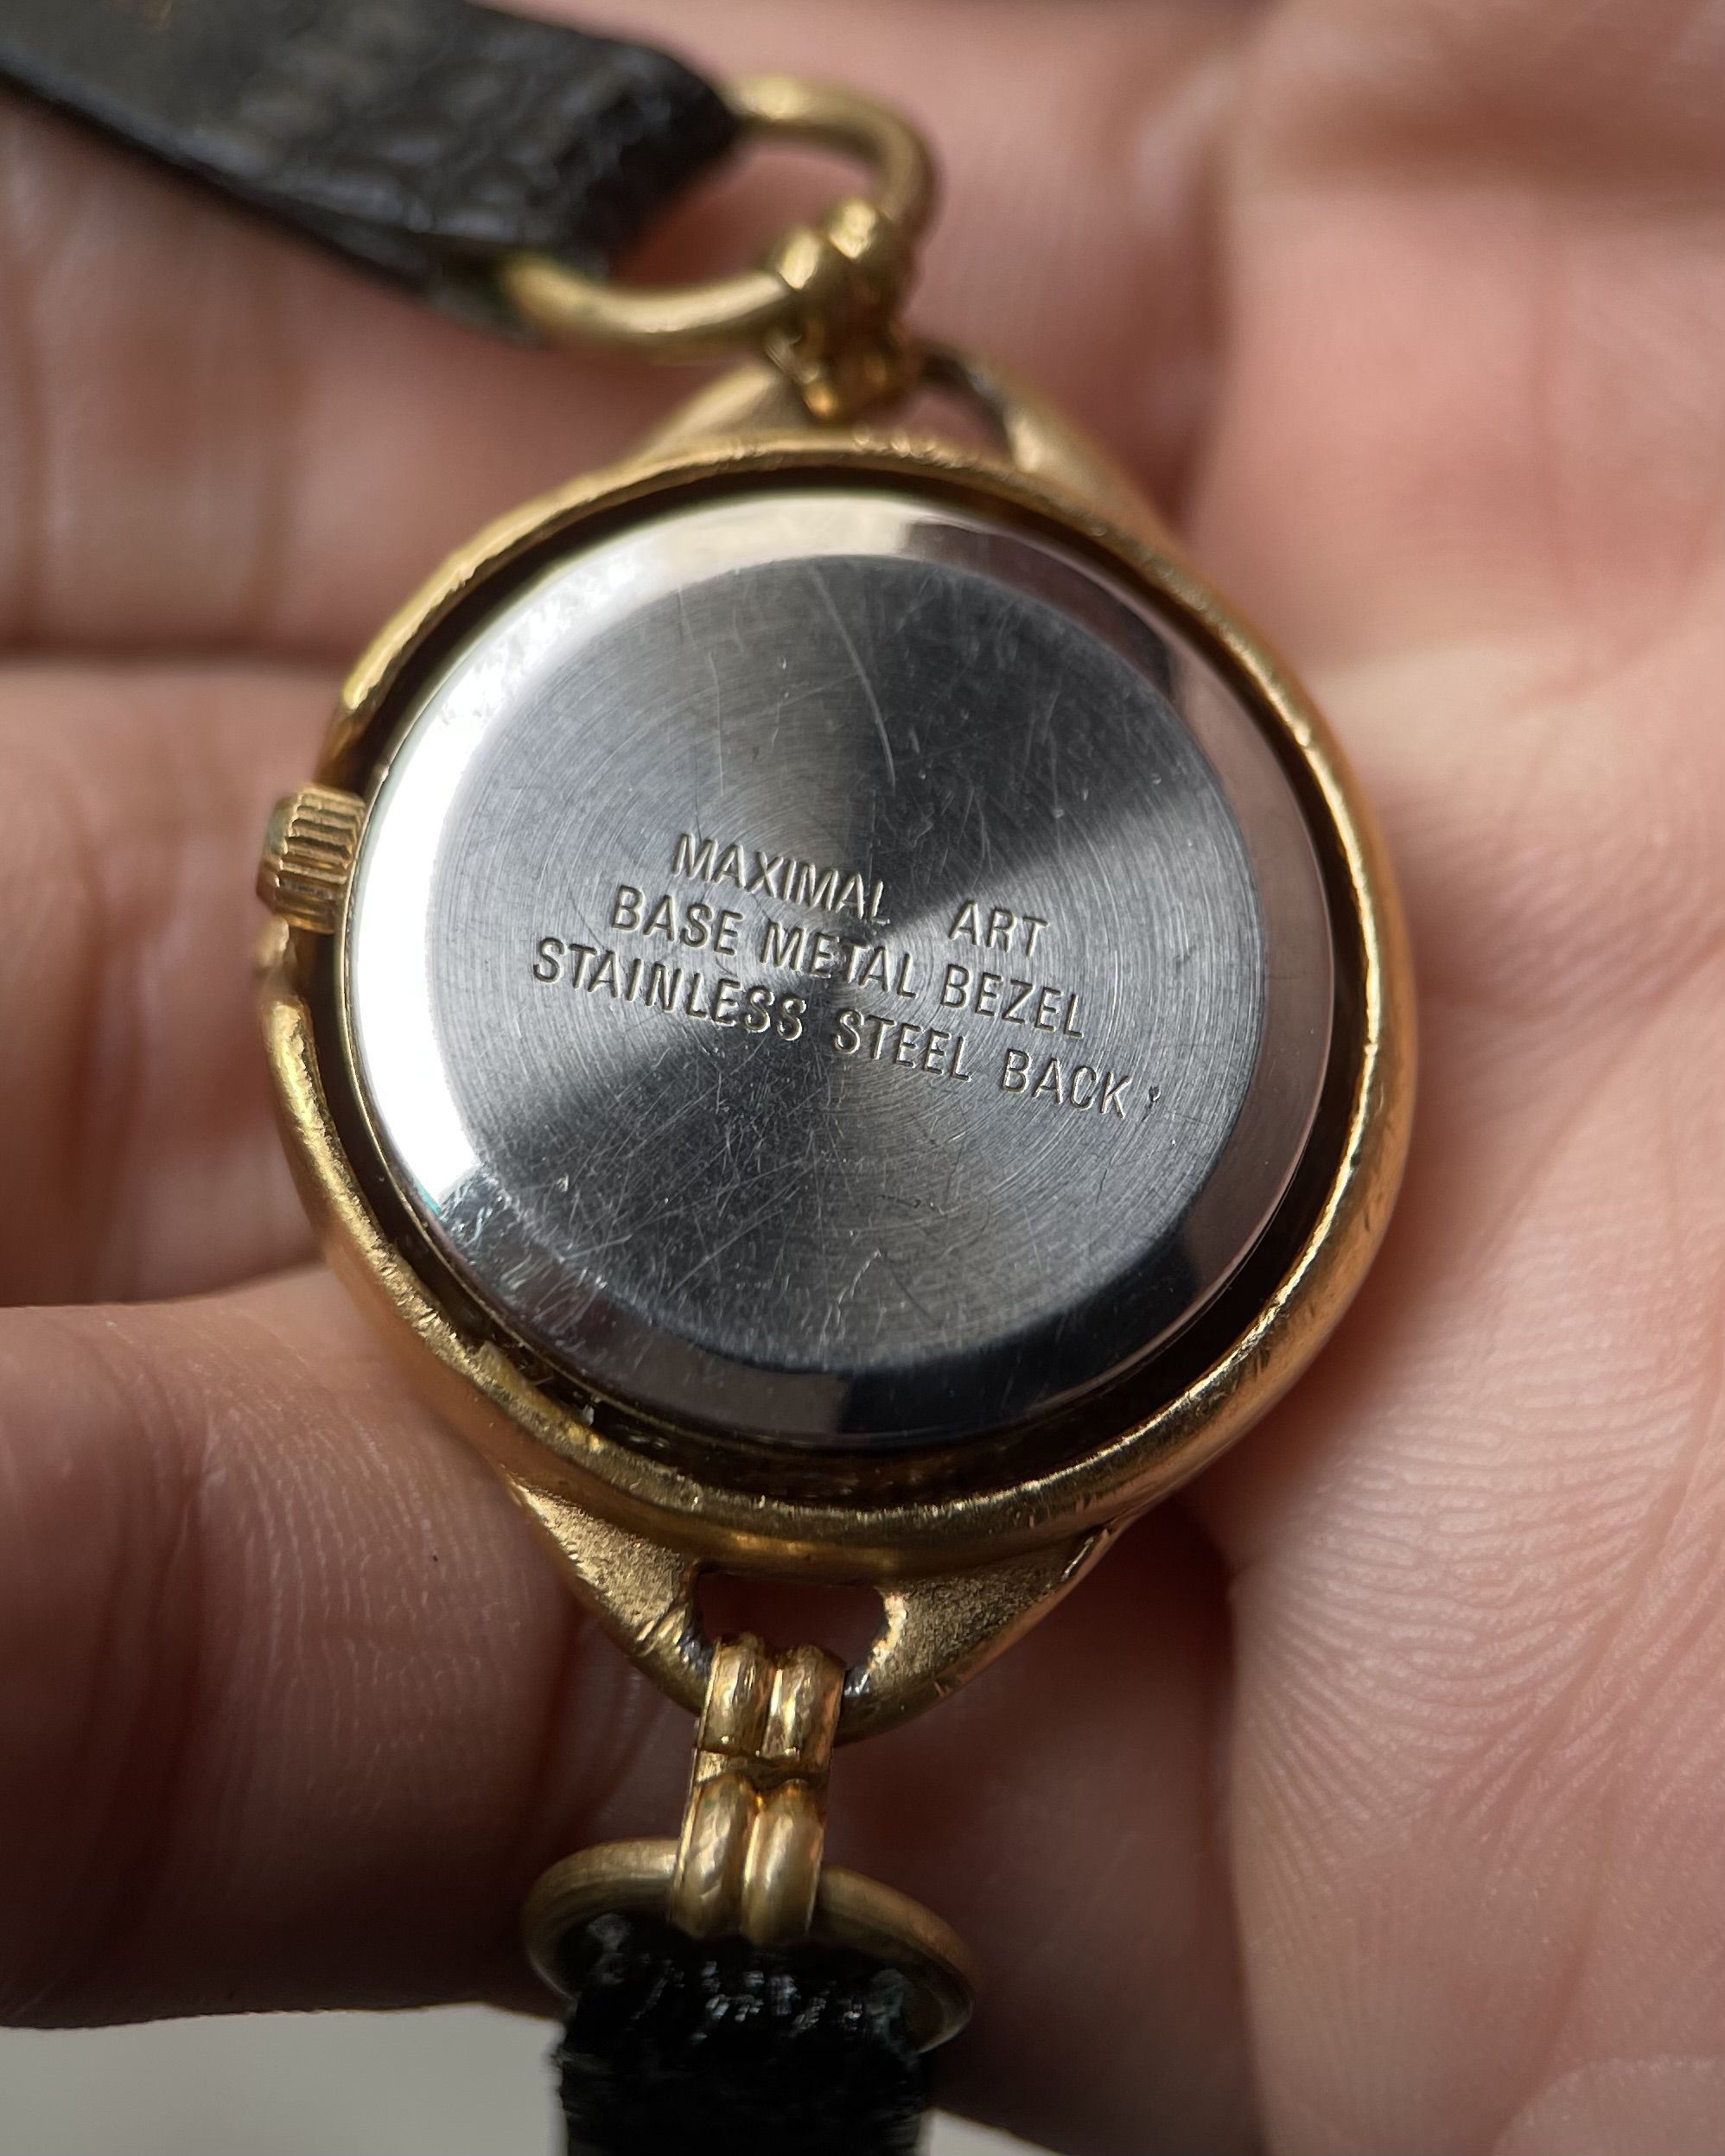 MAXIMAL ART
BASE METAL BEZEL
STAINLESS STEEL BACK